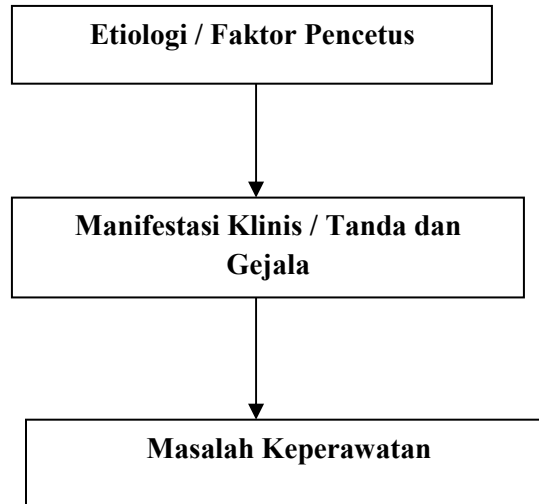 Etiologi / Faktor Pencetus
Manifestasi Klinis / Tanda dan
Gejala
Masalah Keperawatan